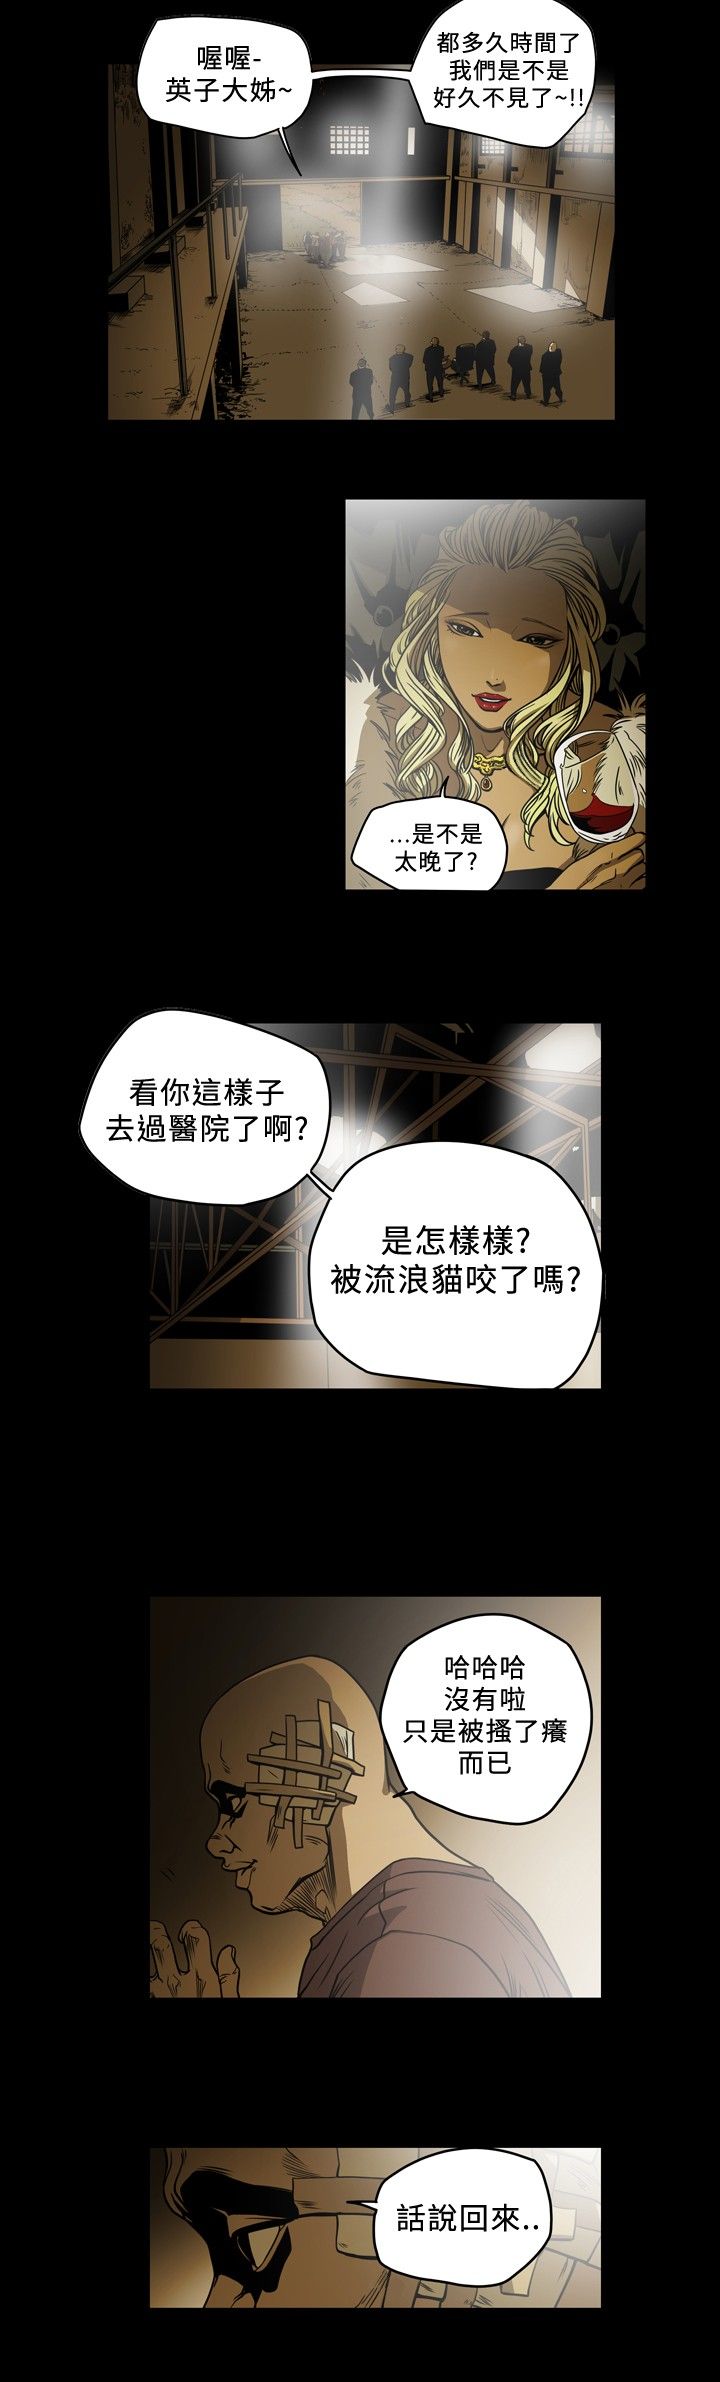 喔喔-
英子大姊~
都多久時間了
我們是不是
好久不見了~!!
...是不是
太晚了?
看你這樣子
去過醫院了啊?
是怎樣樣?
被流浪貓咬了嗎?
哈哈哈
沒有啦
只是被搔了癢
而已
話說回來..